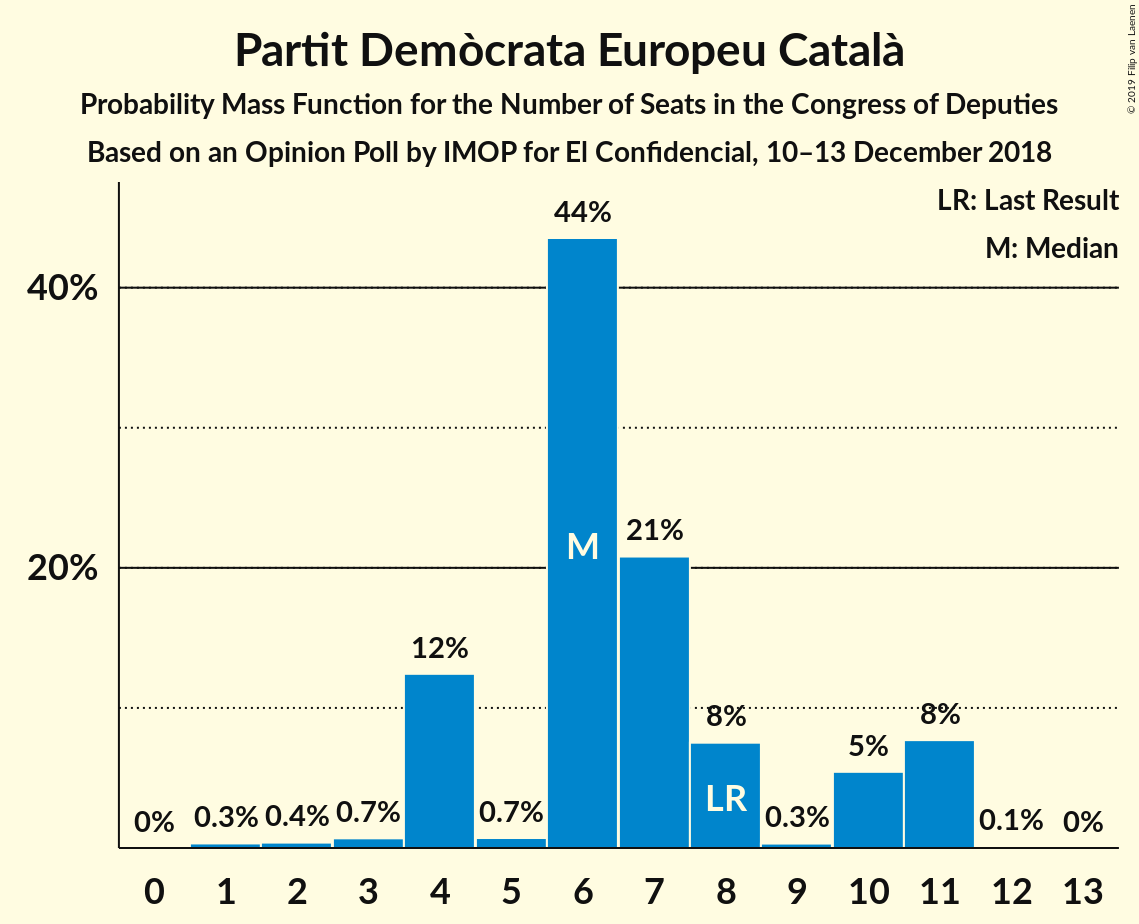 Partit Demòcrata Europeu Català
Probability Mass Function for the Number of Seats in the Congress of Deputies
Based on an Opinion Poll by IMOP for El Confidencial, 10–13 December 2018
© 2019 Filip van Laenen
LR: Last Result
M: Median
40%
20%
0%
0.3%
0.4%
0.7%
12%
0.7%
44%
M
21%
8%
LR
0.3%
5%
8%
0.1%
0%
0 1 2 3 4 5 6 7 8 9 10 11 12 13